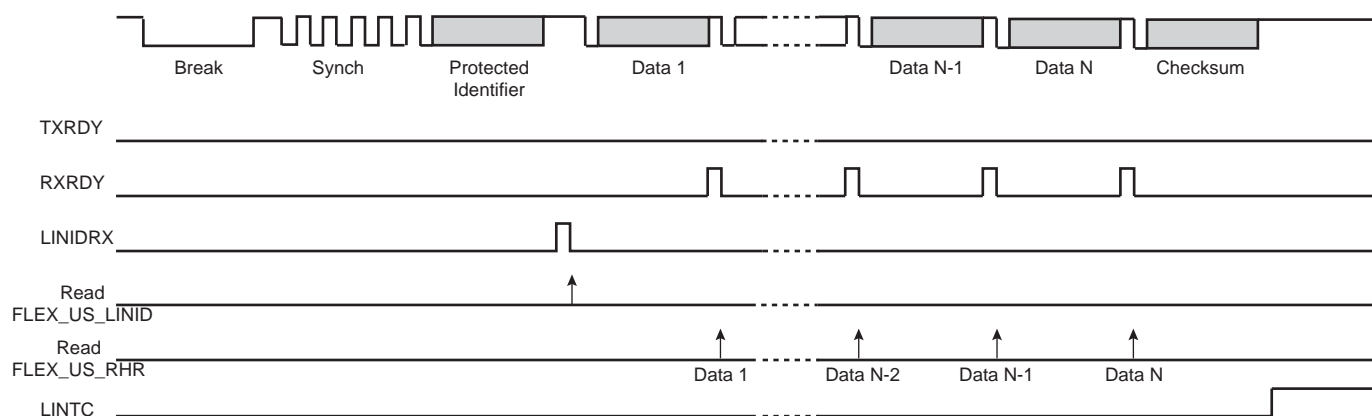 Break
Synch
Protected
Identifier
Data 1
Data N-1
Data N
Checksum
TXRDY
RXRDY
LINIDRX
Read
FLEX_US_LINID
Read
FLEX_US_RHR
Data 1
Data N-2
Data N-1
Data N
LINTC